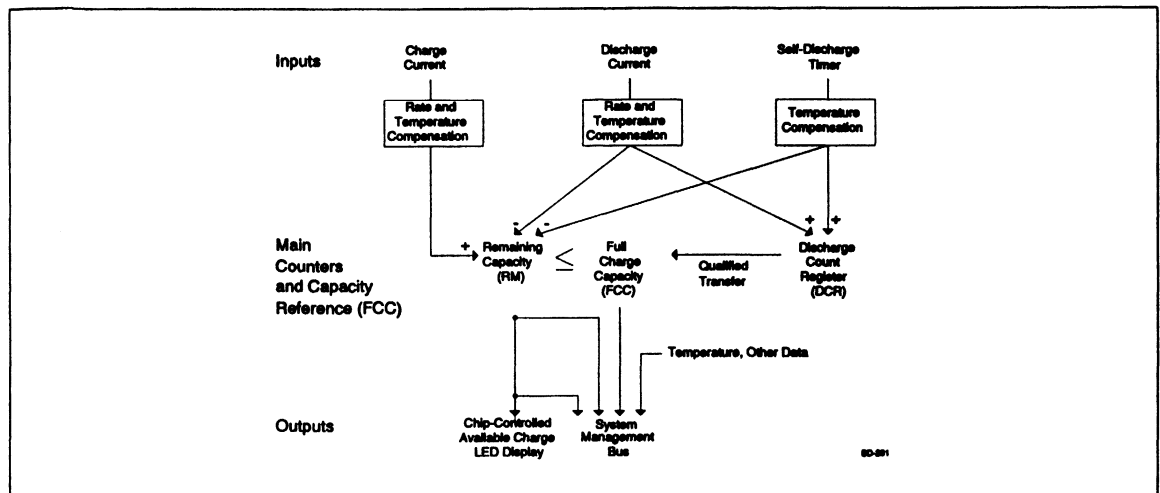 Inputs
Charge
Current
Discharge
Current
Self-Discharge
Timer
Rate and
Temperature
Compensation
Rate and
Temperature
Compensation
Temperature
Compensation
- -
+ +
Main
Counters
and Capacity
Reference (FCC)
+
Remaining
Capacity
(RM)
≤
Full
Charge
Capacity
(FCC)
Qualified
Transfer
Discharge
Count
Register
(DCR)
Temperature, Other Data
Outputs
Chip-Controlled
Available Charge
LED Display
System
Management
Bus